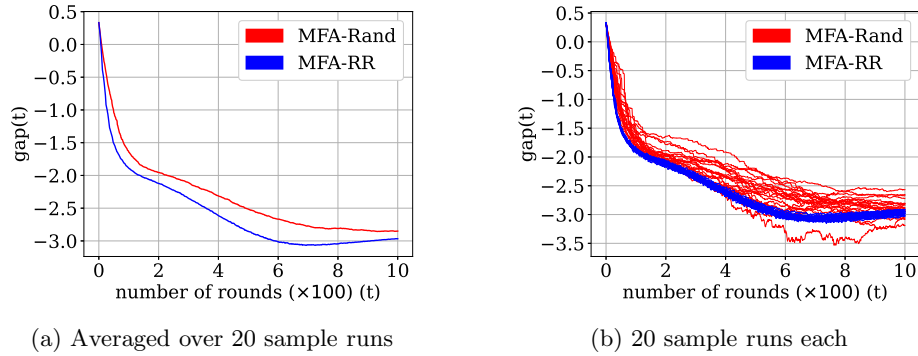 0.5
0.0
−0.5
−1.0
−1.5
−2.0
−2.5
−3.0
gap(t)
MFA-Rand
MFA-RR
0 2 4 6 8 10
number of rounds (×100) (t)
(a) Averaged over 20 sample runs
0.5
0.0
−0.5
−1.0
−1.5
−2.0
−2.5
−3.0
−3.5
gap(t)
MFA-Rand
MFA-RR
0 2 4 6 8 10
number of rounds (×100) (t)
(b) 20 sample runs each